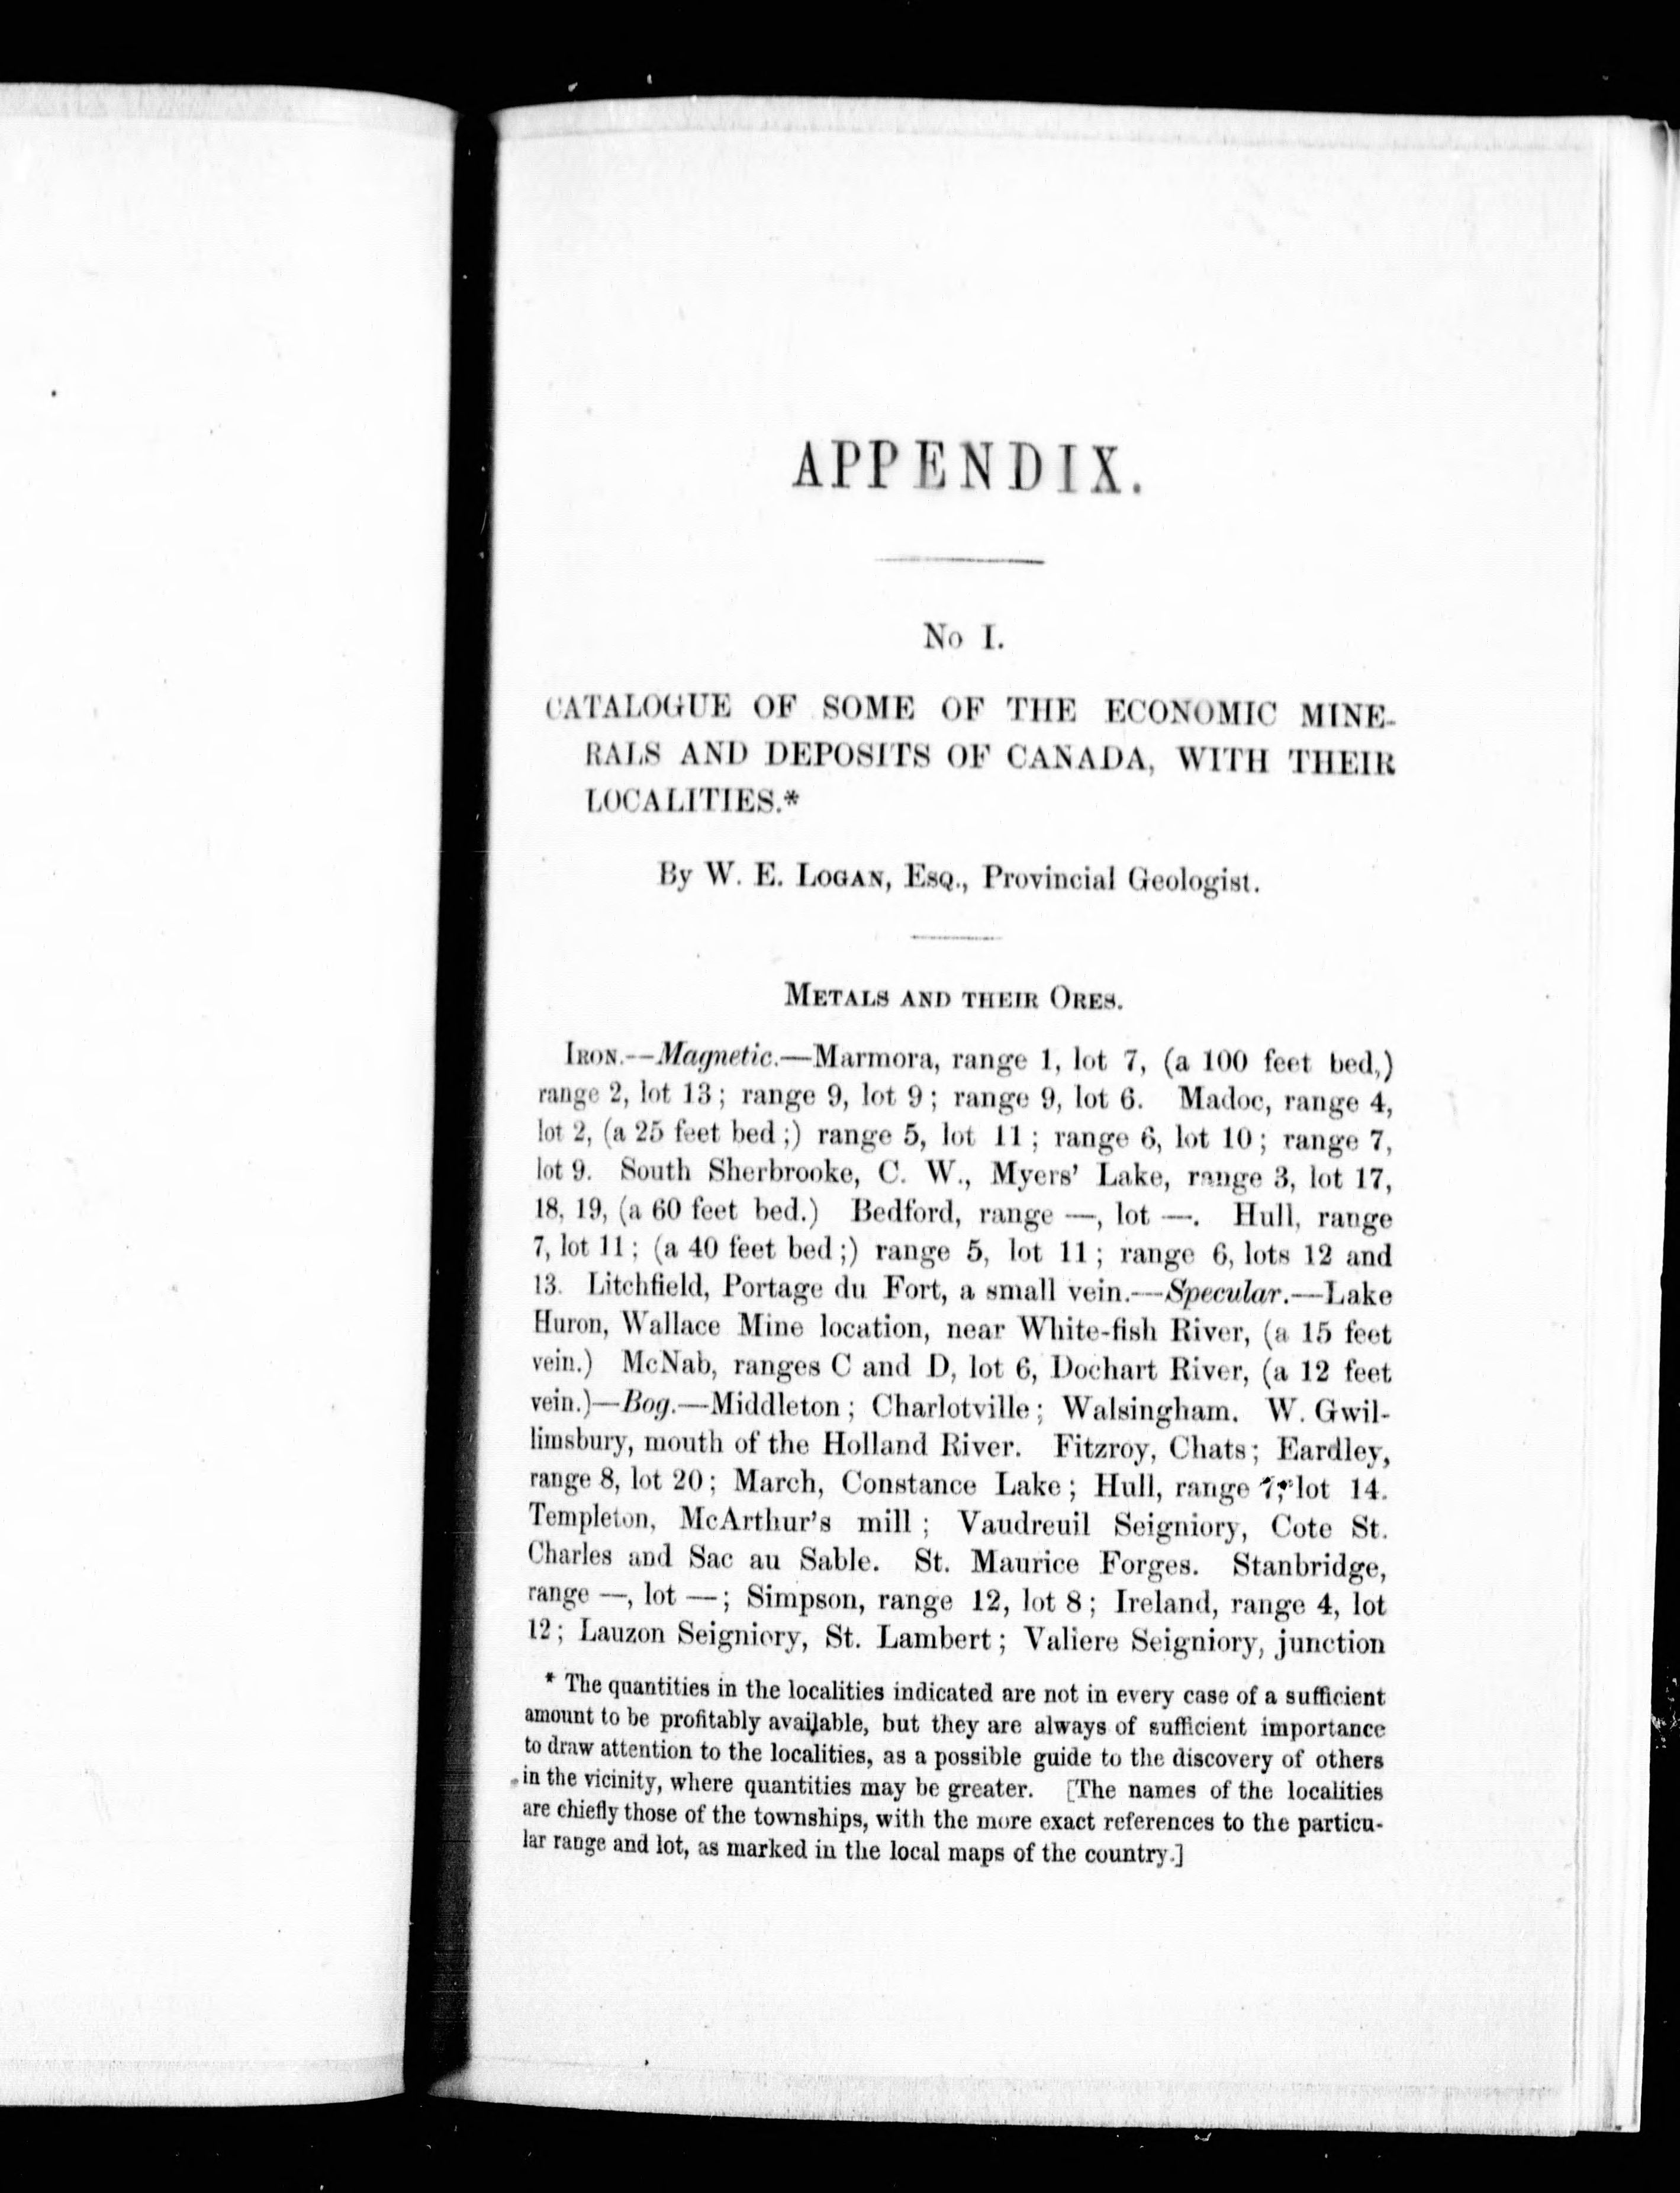 APPENDIX.
No I.
CATALOGUE OF SOME OF THE ECONOMIC MINE-
RALS AND DEPOSITS OF CANADA, WITH THEIR
LOCALITIES.*
By W. E. LOGAN, ESQ., Provincial Geologist.
METALS AND THEIR ORES.
IRON.--Magnetic.—Marmora, range 1, lot 7, (a 100 feet bed,)
range 2, lot 13; range 9, lot 9; range 9, lot 6. Madoc, range 4,
lot 2, (a 25 feet bed;) range 5, lot 11; range 6, lot 10; range 7,
lot 9. South Sherbrooke, C. W., Myers' Lake, range 3, lot 17,
18, 19, (a 60 feet bed.) Bedford, range —, lot —. Hull, range
7, lot 11; (a 40 feet bed;) range 5, lot 11; range 6, lots 12 and
13. Litchfield, Portage du Fort, a small vein.—Specular.—Lake
Huron, Wallace Mine location, near White-fish River, (a 15 feet
vein.) McNab, ranges C and D, lot 6, Dochart River, (a 12 feet
vein.)—Bog.—Middleton; Charlotville; Walsingham. W. Gwil-
limsbury, mouth of the Holland River. Fitzroy, Chats; Eardley,
range 8, lot 20; March, Constance Lake; Hull, range 7, lot 14.
Templeton, McArthur's mill; Vaudreuil Seigniory, Cote St.
Charles and Sac au Sable. St. Maurice Forges. Stanbridge,
range —, lot —; Simpson, range 12, lot 8; Ireland, range 4, lot
12; Lauzon Seigniory, St. Lambert; Valiere Seigniory, junction
* The quantities in the localities indicated are not in every case of a sufficient
amount to be profitably available, but they are always of sufficient importance
to draw attention to the localities, as a possible guide to the discovery of others
in the vicinity, where quantities may be greater. [The names of the localities
are chiefly those of the townships, with the more exact references to the particu-
lar range and lot, as marked in the local maps of the country.]